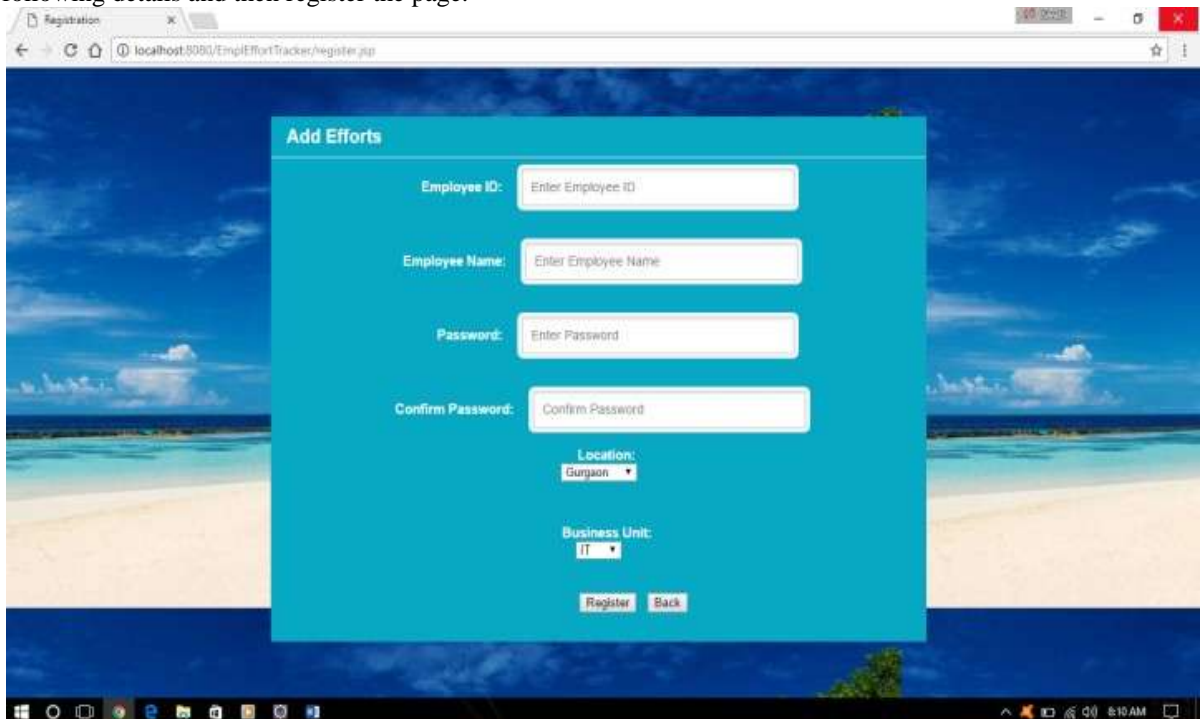 following details and then register the page.
Registration
localhost:8080/EmplEffortTracker/register.jsp
Add Efforts
Employee ID: Enter Employee ID
Employee Name: Enter Employee Name
Password: Enter Password
Confirm Password: Confirm Password
Location:
Gurgaon
Business Unit:
IT
Register Back
8:10 AM